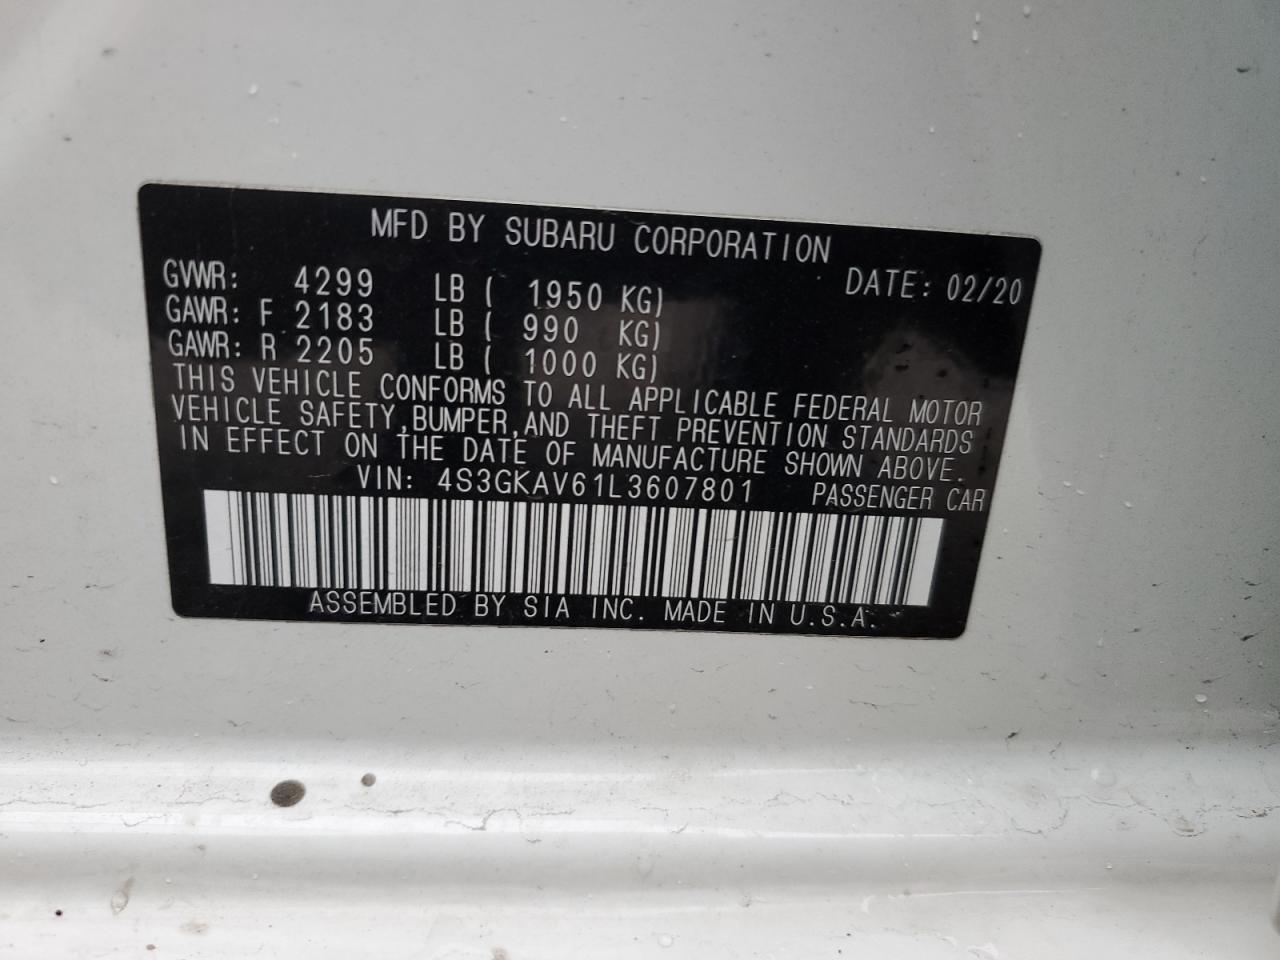 MFD BY SUBARU CORPORATION
DATE: 02/20
GVWR: 4299 LB ( 1950 KG)
GAWR: F 2183 LB ( 990 KG)
GAWR: R 2205 LB ( 1000 KG)
THIS VEHICLE CONFORMS TO ALL APPLICABLE FEDERAL MOTOR
VEHICLE SAFETY,BUMPER,AND THEFT PREVENTION STANDARDS
IN EFFECT ON THE DATE OF MANUFACTURE SHOWN ABOVE.
VIN: 4S3GKAV61L3607801 PASSENGER CAR
ASSEMBLED BY SIA INC. MADE IN U.S.A.